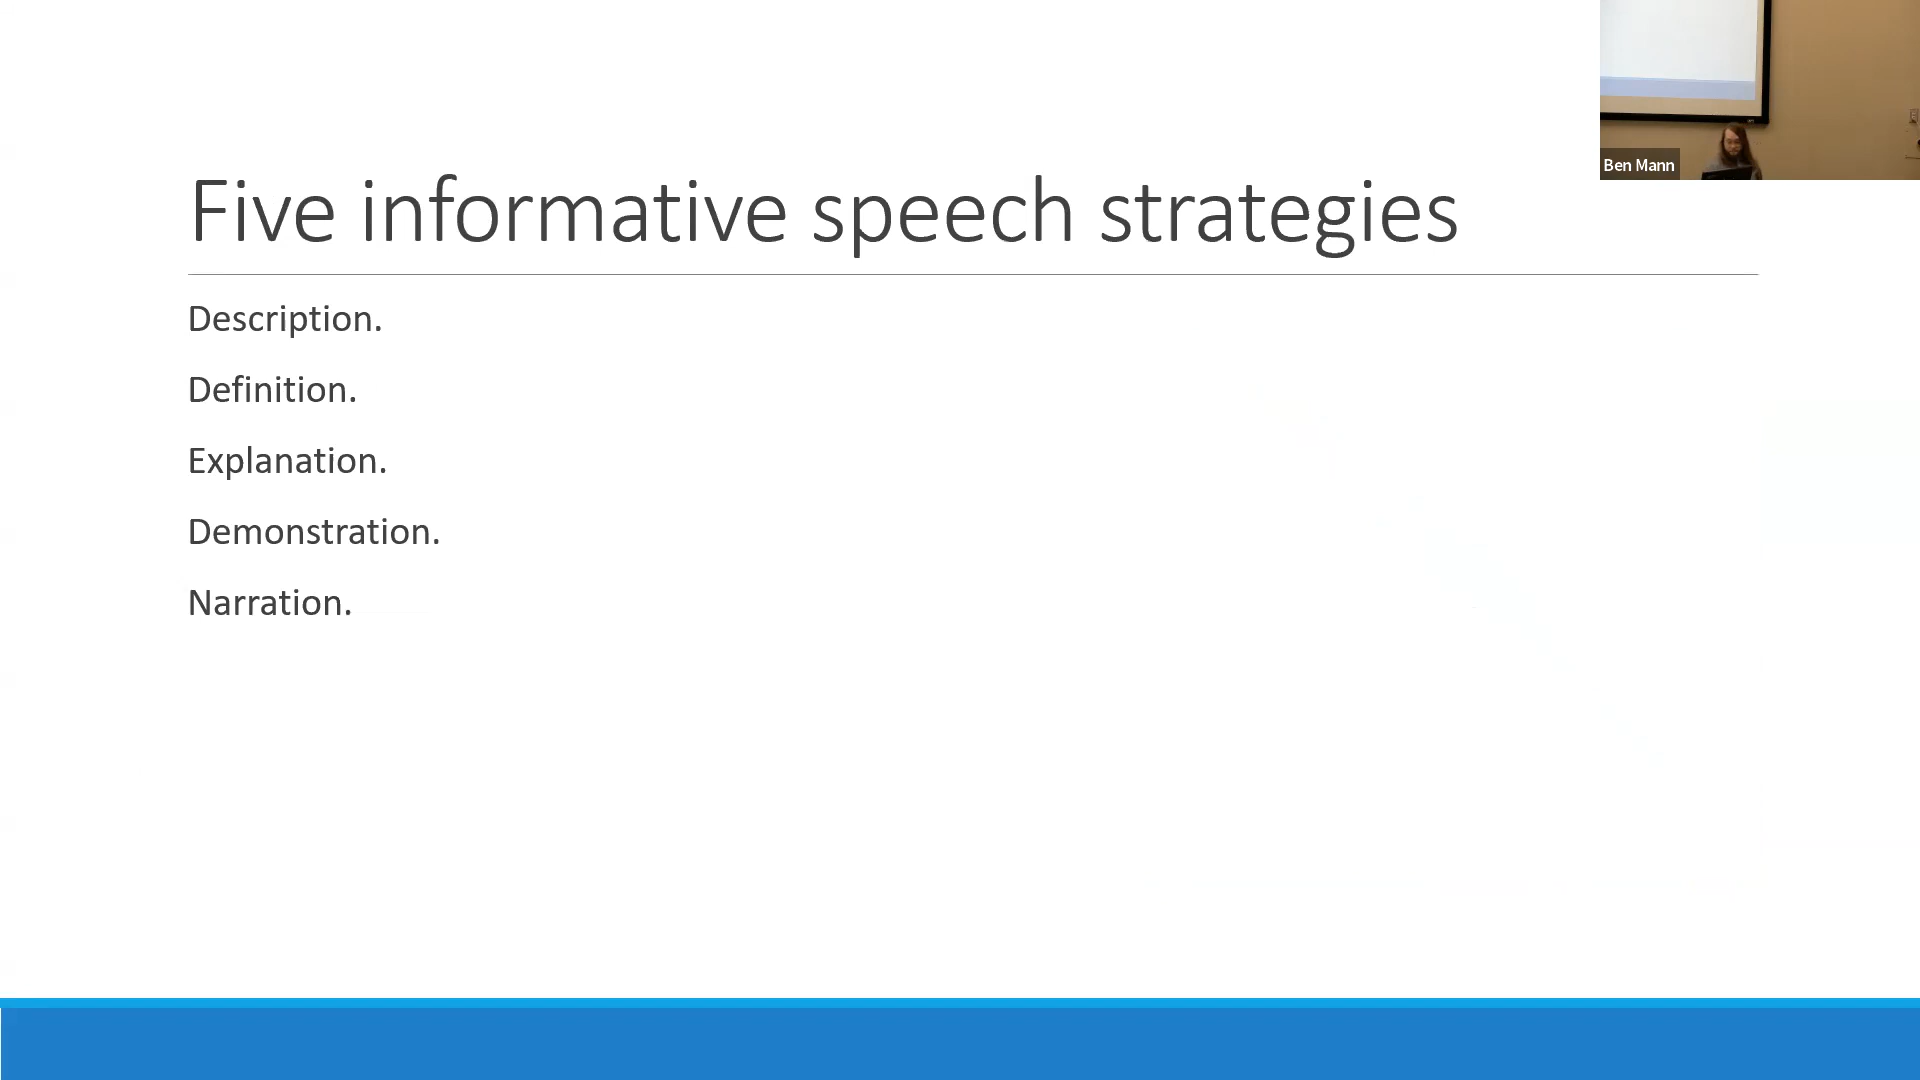 Five informative speech strategies
Description.
Definition.
Explanation.
Demonstration.
Narration.
Ben Mann